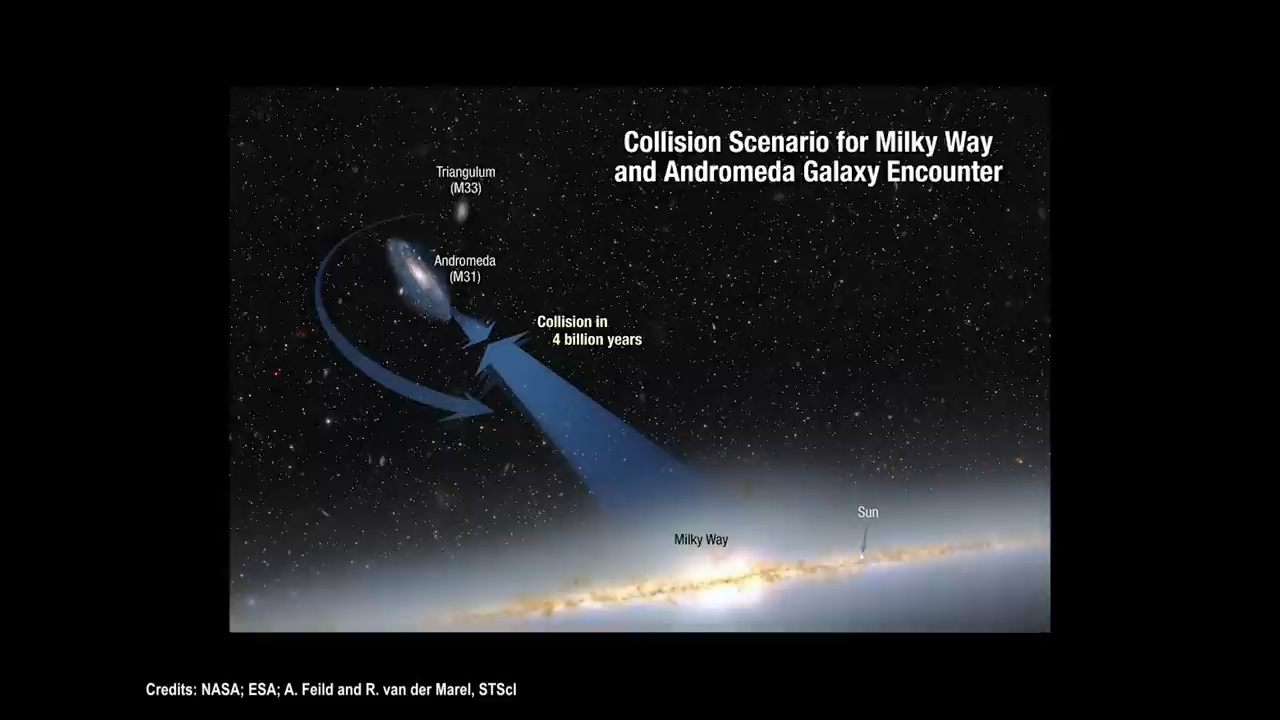 Collision Scenario for Milky Way
and Andromeda Galaxy Encounter
Triangulum
(M33)
Andromeda
(M31)
Collision in
4 billion years
Sun
Milky Way
Credits: NASA; ESA; A. Feild and R. van der Marel, STScI